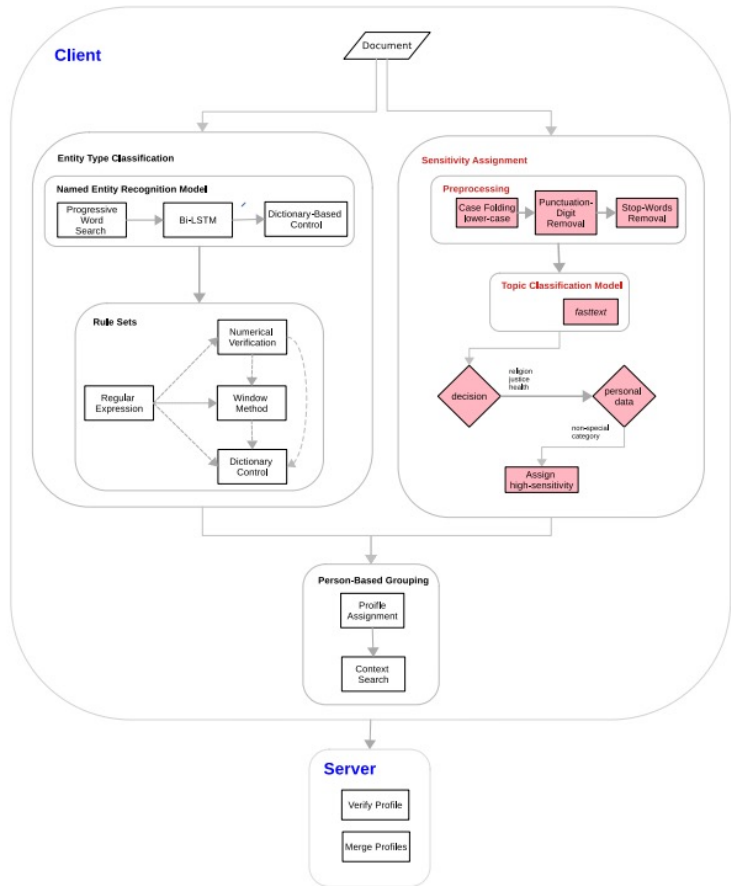 Client
Document
Entity Type Classification
Named Entity Recognition Model
Progressive
Word
Search
Bi-LSTM
Dictionary-Based
Control
Rule Sets
Numerical
Verification
Regular
Expression
Window
Method
Dictionary
Control
Sensitivity Assignment
Preprocessing
Case Folding
lower-case
Punctuation-
Digit
Removal
Stop-Words
Removal
Topic Classification Model
fasttext
decision
religion
justice
health
personal
data
non-special
category
Assign
high-sensitivity
Person-Based Grouping
Proifle
Assignment
Context
Search
Server
Verify Profile
Merge Profiles